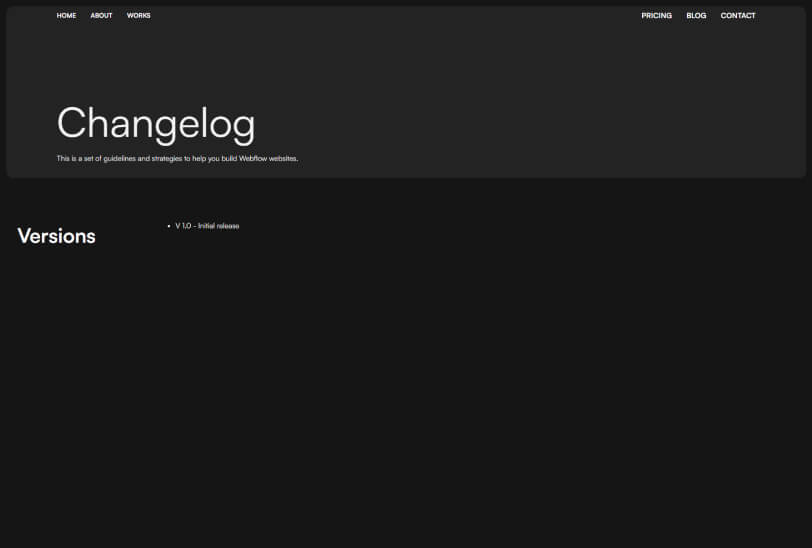 HOME ABOUT WORKS PRICING BLOG CONTACT
Changelog
This is a set of guidelines and strategies to help you build Webflow websites.
Versions
• V 1.0 - Initial release